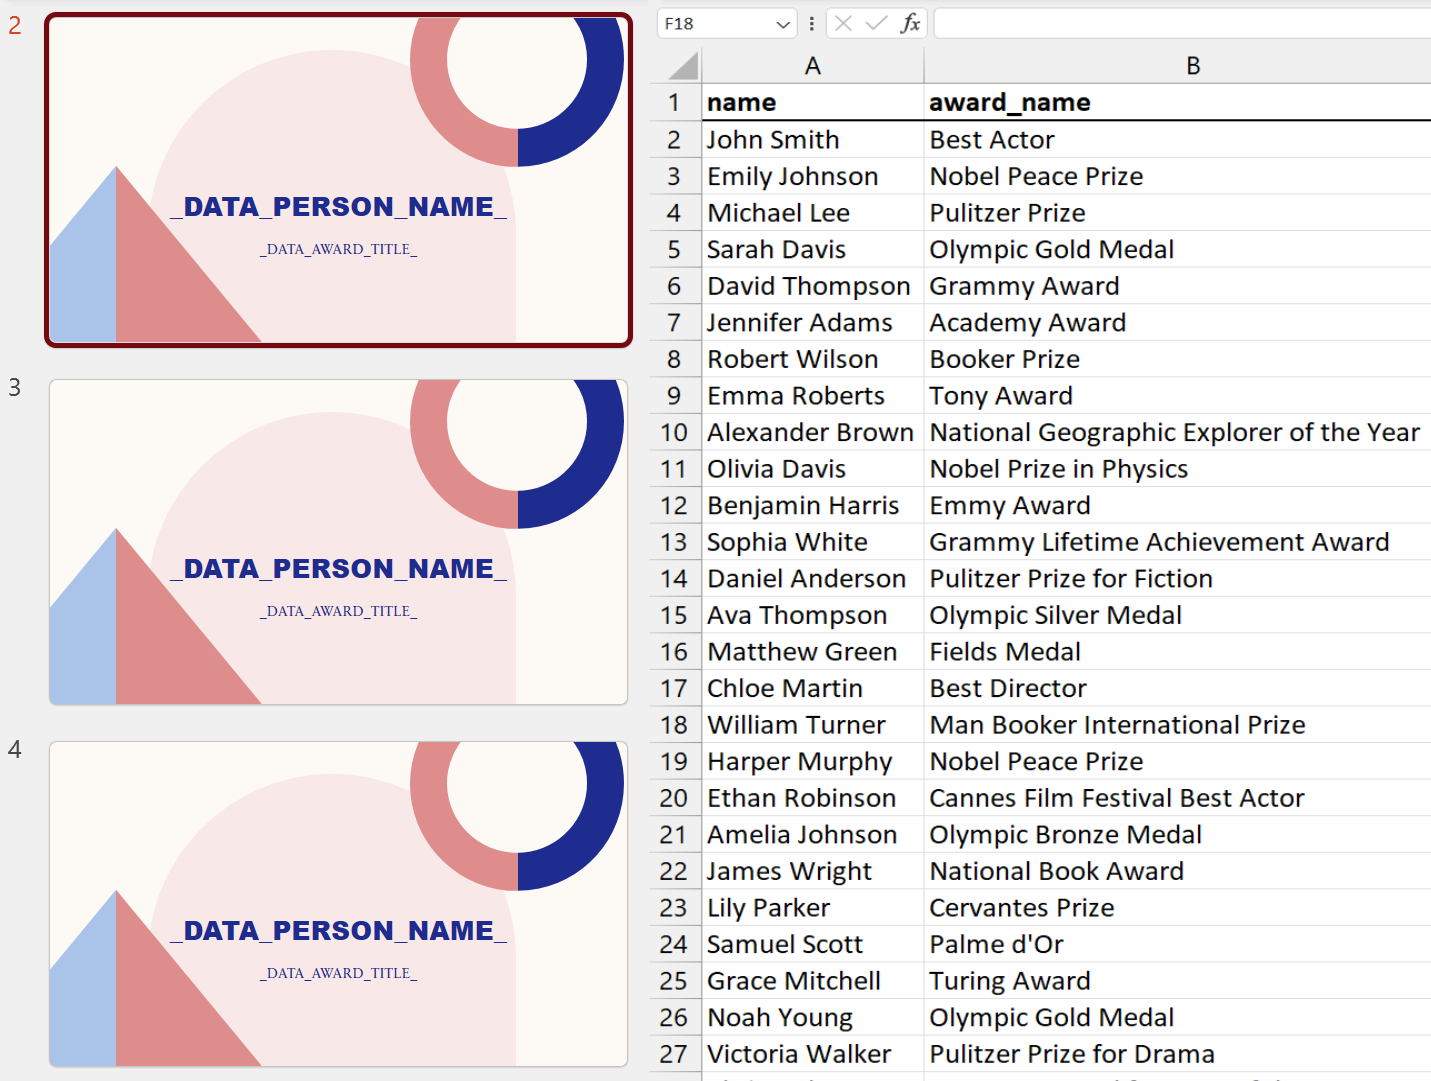 2
_DATA_PERSON_NAME_
_DATA_AWARD_TITLE_
3
_DATA_PERSON_NAME_
_DATA_AWARD_TITLE_
4
_DATA_PERSON_NAME_
_DATA_AWARD_TITLE_
F18 fx
A B
1 name award_name
2 John Smith Best Actor
3 Emily Johnson Nobel Peace Prize
4 Michael Lee Pulitzer Prize
5 Sarah Davis Olympic Gold Medal
6 David Thompson Grammy Award
7 Jennifer Adams Academy Award
8 Robert Wilson Booker Prize
9 Emma Roberts Tony Award
10 Alexander Brown National Geographic Explorer of the Year
11 Olivia Davis Nobel Prize in Physics
12 Benjamin Harris Emmy Award
13 Sophia White Grammy Lifetime Achievement Award
14 Daniel Anderson Pulitzer Prize for Fiction
15 Ava Thompson Olympic Silver Medal
16 Matthew Green Fields Medal
17 Chloe Martin Best Director
18 William Turner Man Booker International Prize
19 Harper Murphy Nobel Peace Prize
20 Ethan Robinson Cannes Film Festival Best Actor
21 Amelia Johnson Olympic Bronze Medal
22 James Wright National Book Award
23 Lily Parker Cervantes Prize
24 Samuel Scott Palme d'Or
25 Grace Mitchell Turing Award
26 Noah Young Olympic Gold Medal
27 Victoria Walker Pulitzer Prize for Drama